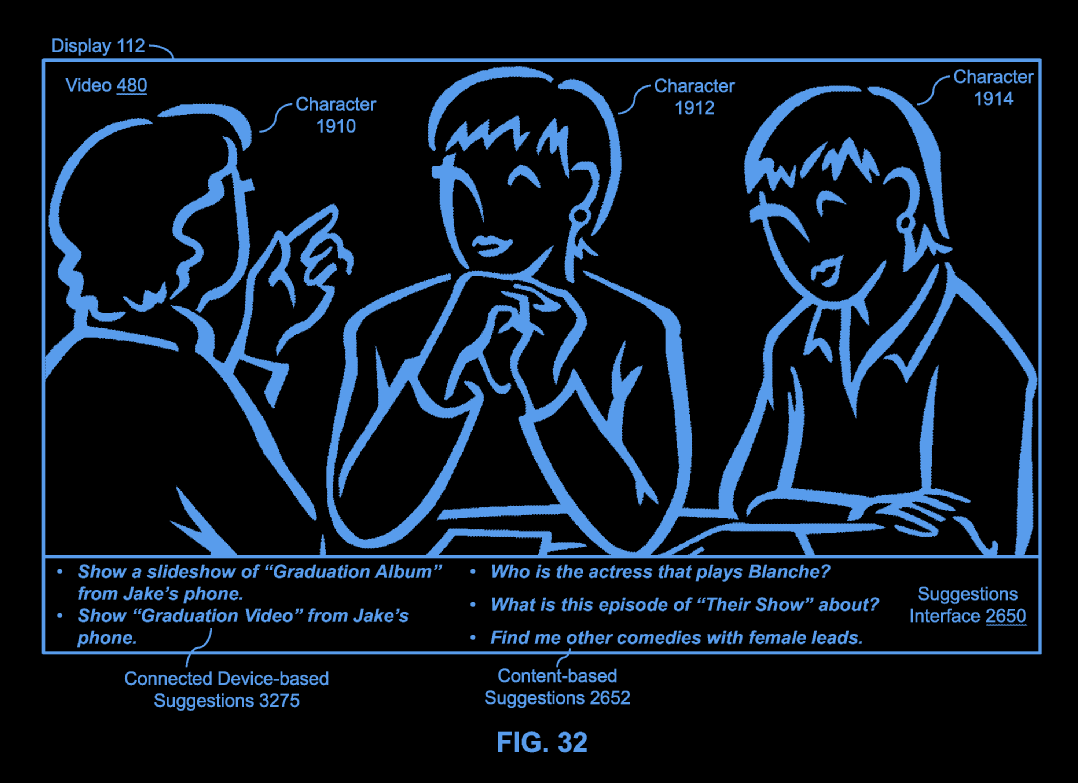 Display 112
Video 480
Character
1910
Character
1912
Character
1914
• Show a slideshow of “Graduation Album”
from Jake’s phone.
• Show “Graduation Video” from Jake’s
phone.
• Who is the actress that plays Blanche?
• What is this episode of “Their Show” about?
• Find me other comedies with female leads.
Suggestions
Interface 2650
Connected Device-based
Suggestions 3275
Content-based
Suggestions 2652
FIG. 32